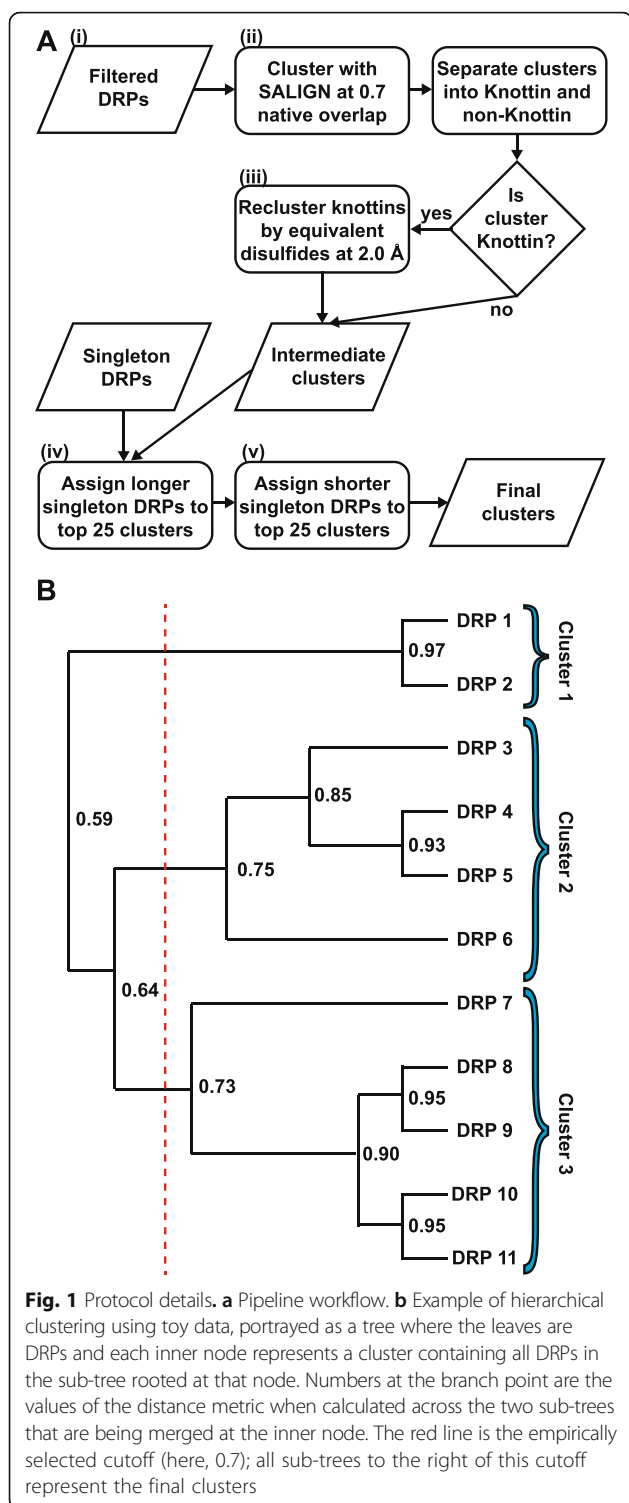 A
(i)
Filtered
DRPs
(ii)
Cluster with
SALIGN at 0.7
native overlap
Separate clusters
into Knottin and
non-Knottin
(iii)
Recluster knottins
by equivalent
disulfides at 2.0 Å
yes
Is
cluster
Knottin?
no
Singleton
DRPs
Intermediate
clusters
(iv)
Assign longer
singleton DRPs to
top 25 clusters
(v)
Assign shorter
singleton DRPs to
top 25 clusters
Final
clusters
B
DRP 1
0.97
DRP 2
Cluster 1
DRP 3
0.85
DRP 4
0.93
DRP 5
0.59
0.75
DRP 6
Cluster 2
0.64
DRP 7
0.73
DRP 8
0.95
DRP 9
0.90
DRP 10
0.95
DRP 11
Cluster 3
Fig. 1 Protocol details. a Pipeline workflow. b Example of hierarchical
clustering using toy data, portrayed as a tree where the leaves are
DRPs and each inner node represents a cluster containing all DRPs in
the sub-tree rooted at that node. Numbers at the branch point are the
values of the distance metric when calculated across the two sub-trees
that are being merged at the inner node. The red line is the empirically
selected cutoff (here, 0.7); all sub-trees to the right of this cutoff
represent the final clusters